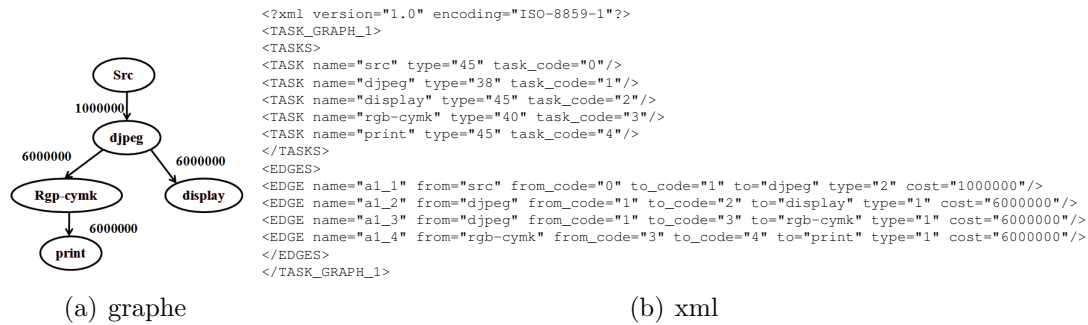 Src
1000000
djpeg
6000000
6000000
Rgp-cymk
display
6000000
print
(a) graphe
<?xml version="1.0" encoding="ISO-8859-1"?>
<TASK_GRAPH_1>
<TASKS>
<TASK name="src" type="45" task_code="0"/>
<TASK name="djpeg" type="38" task_code="1"/>
<TASK name="display" type="45" task_code="2"/>
<TASK name="rgb-cymk" type="40" task_code="3"/>
<TASK name="print" type="45" task_code="4"/>
</TASKS>
<EDGES>
<EDGE name="a1_1" from="src" from_code="0" to_code="1" to="djpeg" type="2" cost="1000000"/>
<EDGE name="a1_2" from="djpeg" from_code="1" to_code="2" to="display" type="1" cost="6000000"/>
<EDGE name="a1_3" from="djpeg" from_code="1" to_code="3" to="rgb-cymk" type="1" cost="6000000"/>
<EDGE name="a1_4" from="rgb-cymk" from_code="3" to_code="4" to="print" type="1" cost="6000000"/>
</EDGES>
</TASK_GRAPH_1>
(b) xml